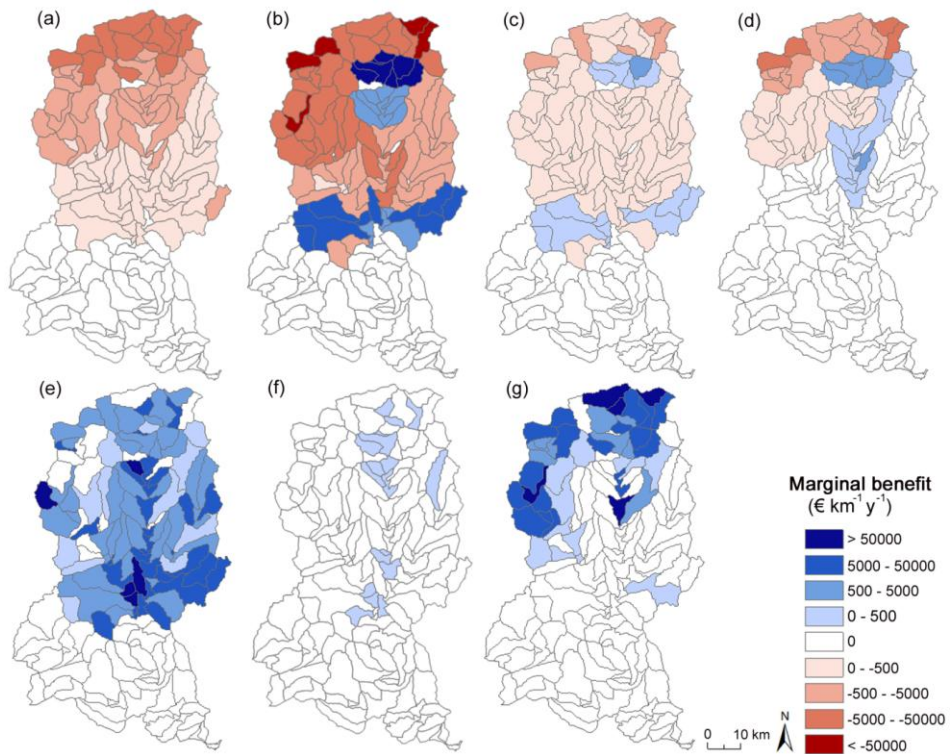 (a)
(b)
(c)
(d)
(e)
(f)
(g)
Marginal benefit
(€ km⁻¹ y⁻¹)
> 50000
5000 - 50000
500 - 5000
0 - 500
0
0 - -500
-500 - -5000
-5000 - -50000
< -50000
0 10 km
N